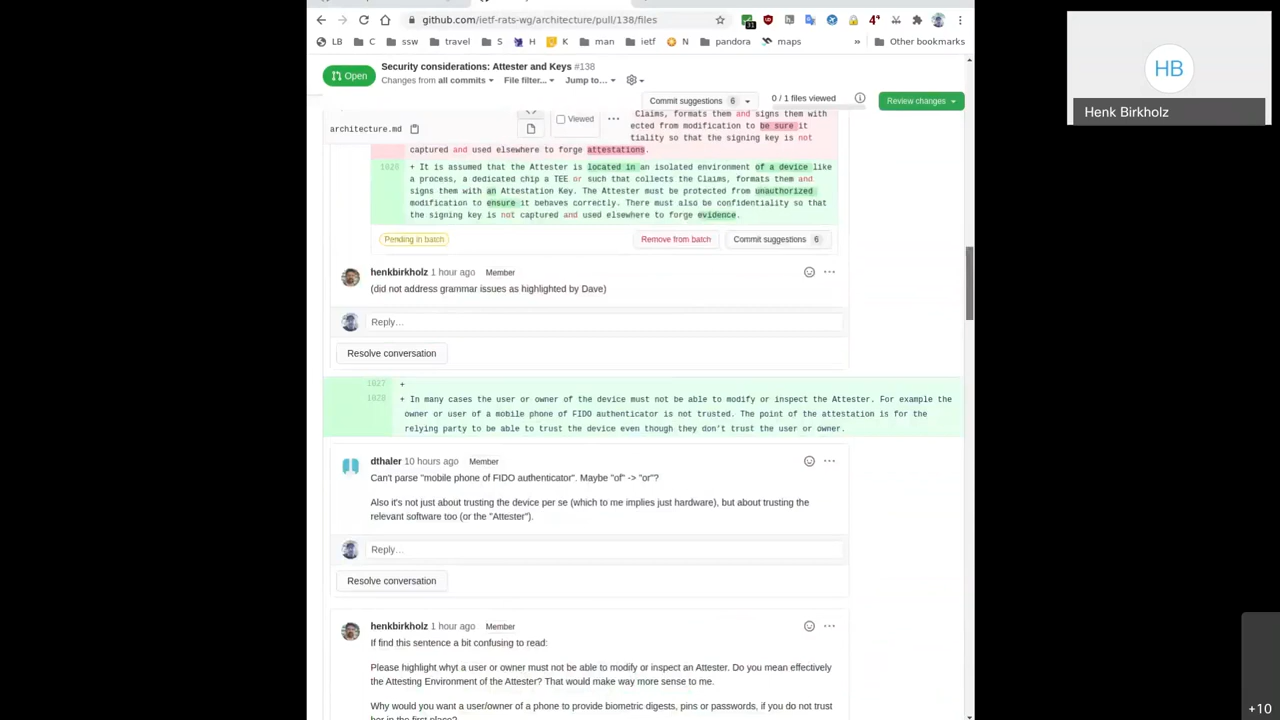 github.com/ietf-rats-wg/architecture/pull/138/files
LB C ssw travel S H K man ietf N pandora maps » Other bookmarks
Open
Security considerations: Attester and Keys #138
Changes from all commits File filter... Jump to...
Commit suggestions 6
0 / 1 files viewed
Review changes
architecture.md
Viewed
Claims, formats them and signs them with
ected from modification to be sure it
tiality so that the signing key is not
captured and used elsewhere to forge attestations.
1026 + It is assumed that the Attester is located in an isolated environment of a device like
a process, a dedicated chip a TEE or such that collects the Claims, formats them and
signs them with an Attestation Key. The Attester must be protected from unauthorized
modification to ensure it behaves correctly. There must also be confidentiality so that
the signing key is not captured and used elsewhere to forge evidence.
Pending in batch
Remove from batch
Commit suggestions 6
henkbirkholz 1 hour ago Member
(did not address grammar issues as highlighted by Dave)
Reply...
Resolve conversation
1027 +
1028 + In many cases the user or owner of the device must not be able to modify or inspect the Attester. For example the
owner or user of a mobile phone of FIDO authenticator is not trusted. The point of the attestation is for the
relying party to be able to trust the device even though they don't trust the user or owner.
dthaler 10 hours ago Member
Can't parse "mobile phone of FIDO authenticator". Maybe "of" -> "or"?
Also it's not just about trusting the device per se (which to me implies just hardware), but about trusting the
relevant software too (or the "Attester").
Reply...
Resolve conversation
henkbirkholz 1 hour ago Member
If find this sentence a bit confusing to read:
Please highlight whyt a user or owner must not be able to modify or inspect an Attester. Do you mean effectively
the Attesting Environment of the Attester? That would make way more sense to me.
Why would you want a user/owner of a phone to provide biometric digests, pins or passwords, if you do not trust
her in the first place?
HB
Henk Birkholz
+10